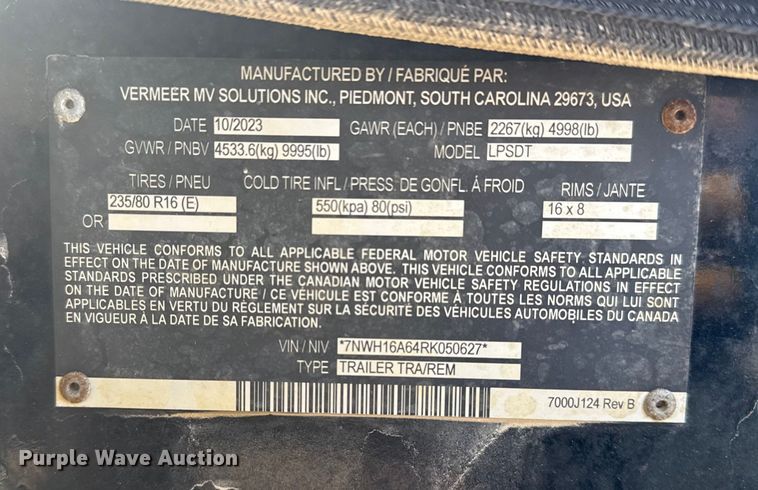 MANUFACTURED BY / FABRIQUÉ PAR:
VERMEER MV SOLUTIONS INC., PIEDMONT, SOUTH CAROLINA 29673, USA
DATE 10/2023 GAWR (EACH) / PNBE 2267(kg) 4998(lb)
GVWR / PNBV 4533.6(kg) 9995(lb) MODEL LPSDT
TIRES / PNEU COLD TIRE INFL / PRESS. DE GONFL. Á FROID RIMS / JANTE
235/80 R16 (E) 550(kpa) 80(psi) 16 x 8
OR
THIS VEHICLE CONFORMS TO ALL APPLICABLE FEDERAL MOTOR VEHICLE SAFETY STANDARDS IN
EFFECT ON THE DATE OF MANUFACTURE SHOWN ABOVE. THIS VEHICLE CONFORMS TO ALL APPLICABLE
STANDARDS PRESCRIBED UNDER THE CANADIAN MOTOR VEHICLE SAFETY REGULATIONS IN EFFECT
ON THE DATE OF MANUFACTURE / CE VÉHICULE EST CONFORME À TOUTES LES NORMS QUI LUI SONT
APPLICABLES EN VERTU DU RÉGLEMENT SUR LA SÉCURITÉ DES VÉHICULES AUTOMOBILES DU CANADA
EN VIGUEUR À LA DATE DE SA FABRICATION.
VIN / NIV *7NWH16A64RK050627*
TYPE TRAILER TRA/REM
7000J124 Rev B
Purple Wave Auction